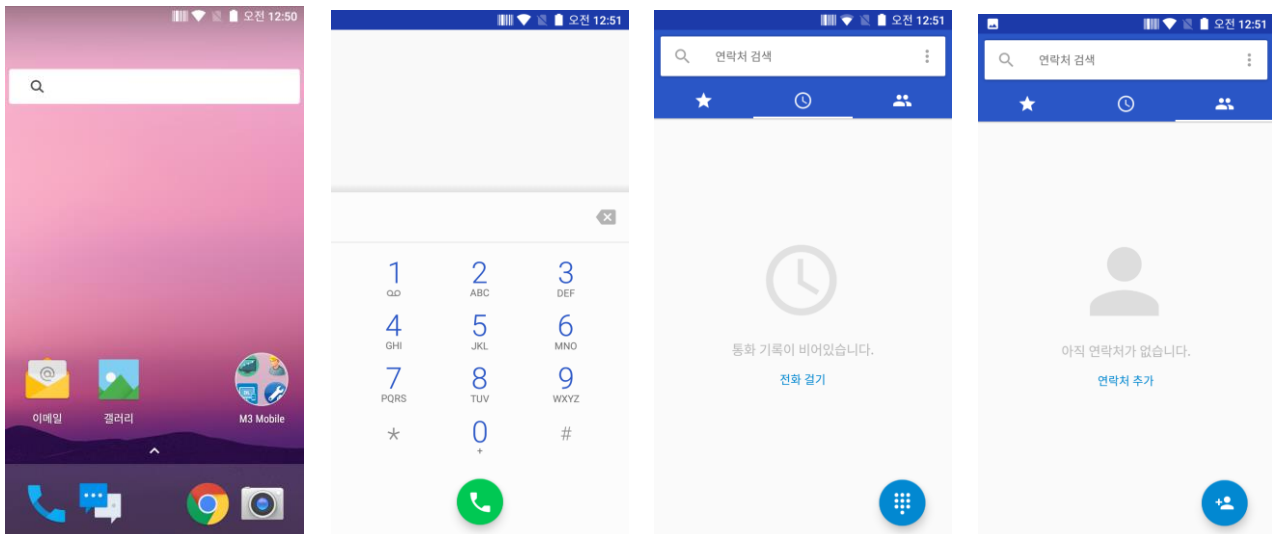 오전 12:50
이메일
갤러리
M3 Mobile
오전 12:51
1
2 ABC
3 DEF
4 GHI
5 JKL
6 MNO
7 PQRS
8 TUV
9 WXYZ
*
0 +
#
오전 12:51
연락처 검색
통화 기록이 비어있습니다.
전화 걸기
오전 12:51
연락처 검색
아직 연락처가 없습니다.
연락처 추가